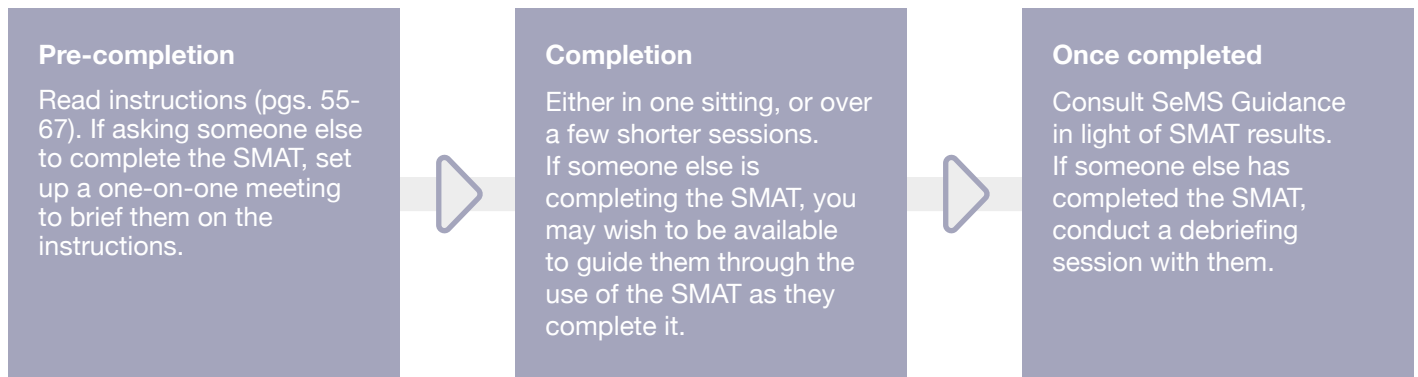 Pre-completion
Read instructions (pgs. 55-
67). If asking someone else
to complete the SMAT, set
up a one-on-one meeting
to brief them on the
instructions.
Completion
Either in one sitting, or over
a few shorter sessions.
If someone else is
completing the SMAT, you
may wish to be available
to guide them through the
use of the SMAT as they
complete it.
Once completed
Consult SeMS Guidance
in light of SMAT results.
If someone else has
completed the SMAT,
conduct a debriefing
session with them.